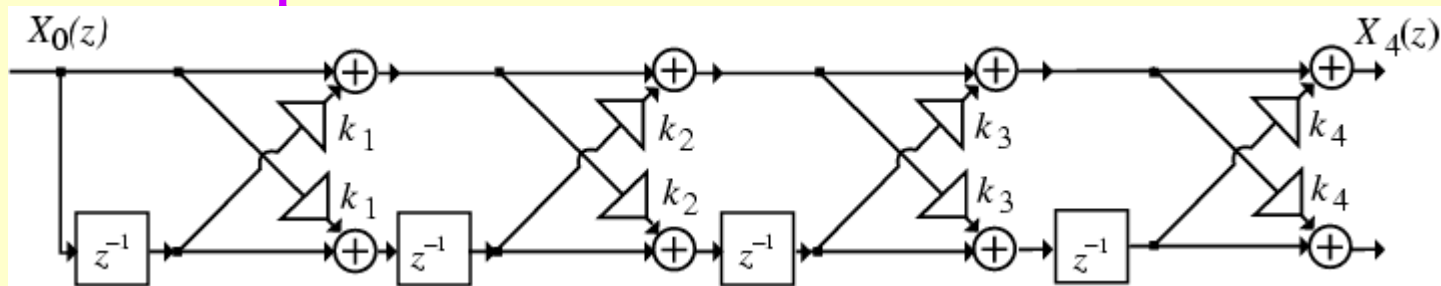 X₀(z) X₄(z)
+ + + +
k₁ k₂ k₃ k₄
k₁ k₂ k₃ k₄
z⁻¹ + z⁻¹ + z⁻¹ + z⁻¹ +